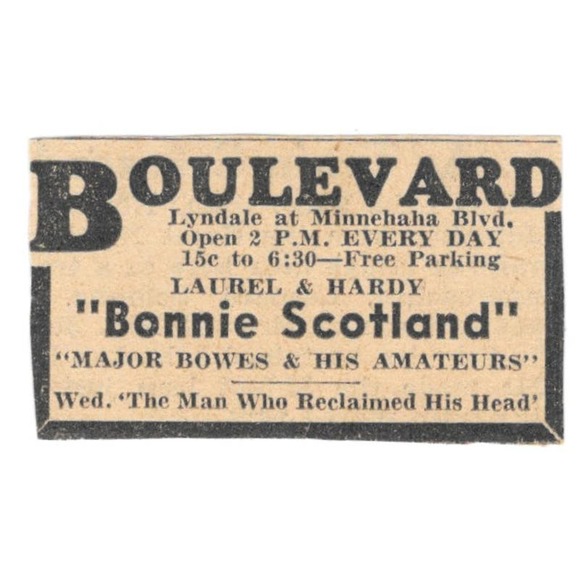 BOULEVARD
Lyndale at Minnehaha Blvd.
Open 2 P.M. EVERY DAY
15c to 6:30—Free Parking
LAUREL & HARDY
"Bonnie Scotland"
"MAJOR BOWES & HIS AMATEURS"
Wed. 'The Man Who Reclaimed His Head'